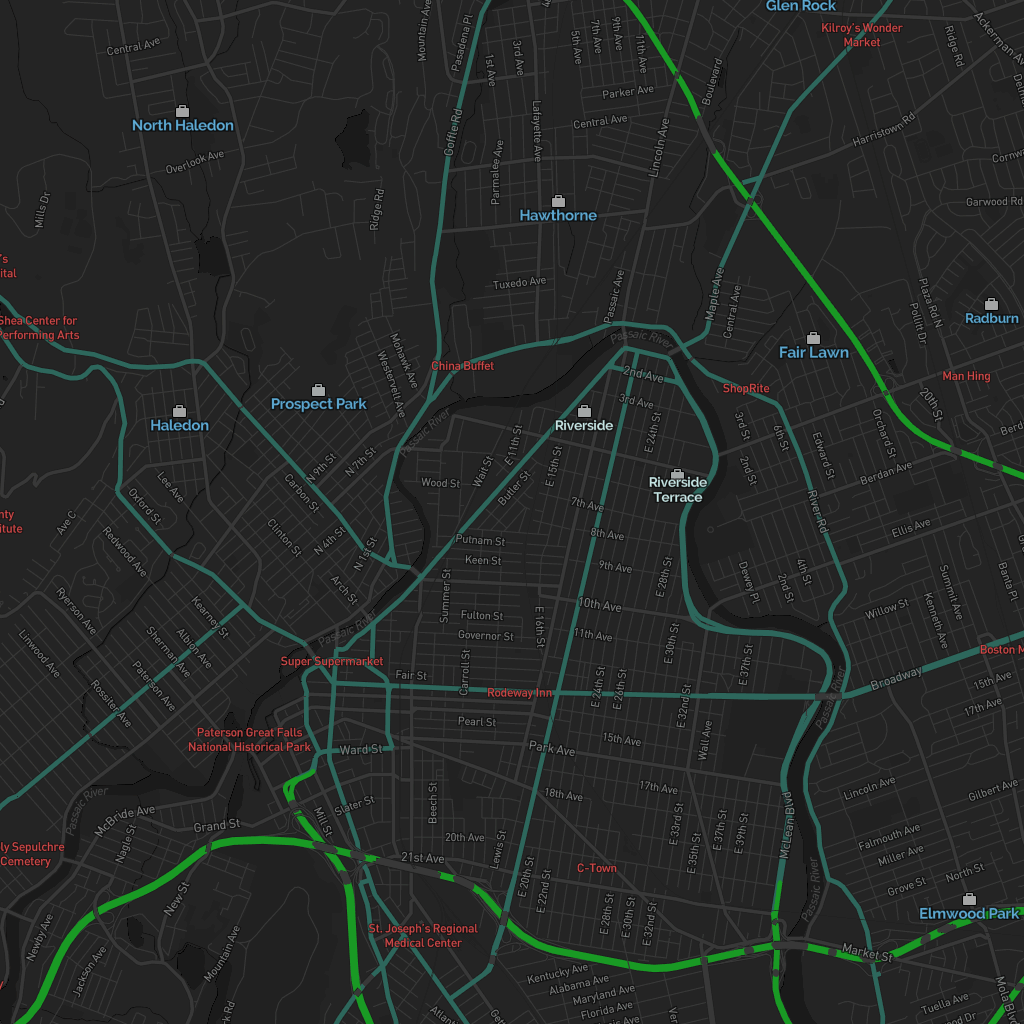 Glen Rock
Kilroy's Wonder
Market
Mountain Ave
Pasadena Pl
1st Ave
3rd Ave
5th Ave
7th Ave
9th Ave
11th Ave
Boulevard
Ridge Rd
Ackerman Ave
Central Ave
Parker Ave
North Haledon
Goffle Rd
Lafayette Ave
Central Ave
Lincoln Ave
Harristown Rd
Overlook Ave
Parmalee Ave
Mills Dr
Ridge Rd
Hawthorne
Garwood Rd
Tuxedo Ave
Passaic Ave
Maple Ave
Central Ave
Plaza Rd N
Pollitt Dr
Radburn
Shea Center for
Performing Arts
Mohawk Ave
Westervelt Ave
China Buffet
Passaic River
Fair Lawn
2nd Ave
ShopRite
Man Hing
Prospect Park
3rd Ave
20th St
Haledon
Passaic River
Riverside
E 24th St
3rd St
6th St
Orchard St
N 9th St
N 7th St
E 11th St
E 15th St
Edward St
Lee Ave
Carbon St
Wood St
Wait St
Butler St
Riverside
Terrace
2nd St
Berdan Ave
Oxford St
7th Ave
River Rd
Ave C
Redwood Ave
Clinton St
N 4th St
N 1st St
Putnam St
Keen St
8th Ave
9th Ave
Ellis Ave
E 28th St
Dewey Pl
2nd St
4th St
Summit Ave
Kenneth Ave
Banta Pl
Ryerson Ave
Kearney St
Arch St
Summer St
10th Ave
Willow St
Linwood Ave
Sherman Ave
Albion Ave
Passaic River
Fulton St
Governor St
E 16th St
11th Ave
E 30th St
E 37th St
Paterson Ave
Rossiter Ave
Super Supermarket
Fair St
Carroll St
Rodeway Inn
E 24th St
E 26th St
E 32nd St
Passaic River
Broadway
15th Ave
17th Ave
Paterson Great Falls
National Historical Park
Pearl St
Ward St
Park Ave
15th Ave
Wall Ave
Passaic River
McBride Ave
Nagle St
Grand St
Mill St
Slater St
Beech St
18th Ave
17th Ave
Lincoln Ave
Gilbert Ave
20th Ave
21st Ave
Lewis St
E 33rd St
E 35th St
E 37th St
E 39th St
McLean Blvd
Falmouth Ave
Miller Ave
Cemetery
New St
E 20th St
E 22nd St
C-Town
Passaic River
Grove St
North St
Elmwood Park
Newby Ave
Jackson Ave
Mountain Ave
St. Joseph's Regional
Medical Center
E 28th St
E 30th St
E 32nd St
Market St
Kentucky Ave
Alabama Ave
Maryland Ave
Florida Ave
Tuella Ave